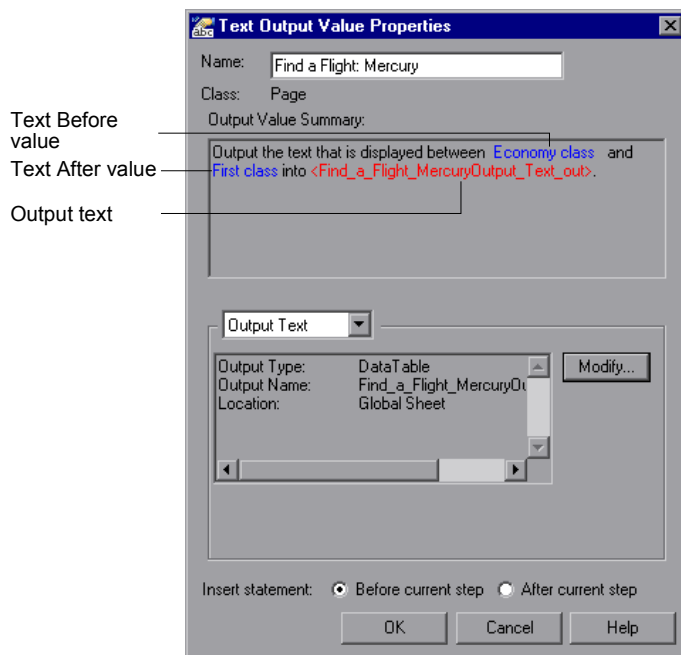 Text Output Value Properties
Name: Find a Flight: Mercury
Class: Page
Output Value Summary:
Text Before value
Text After value
Output text
Output the text that is displayed between Economy class and
First class into <Find_a_Flight_MercuryOutput_Text_out>.
Output Text
Output Type: DataTable
Output Name: Find_a_Flight_MercuryOu
Location: Global Sheet
Modify...
Insert statement: Before current step After current step
OK Cancel Help